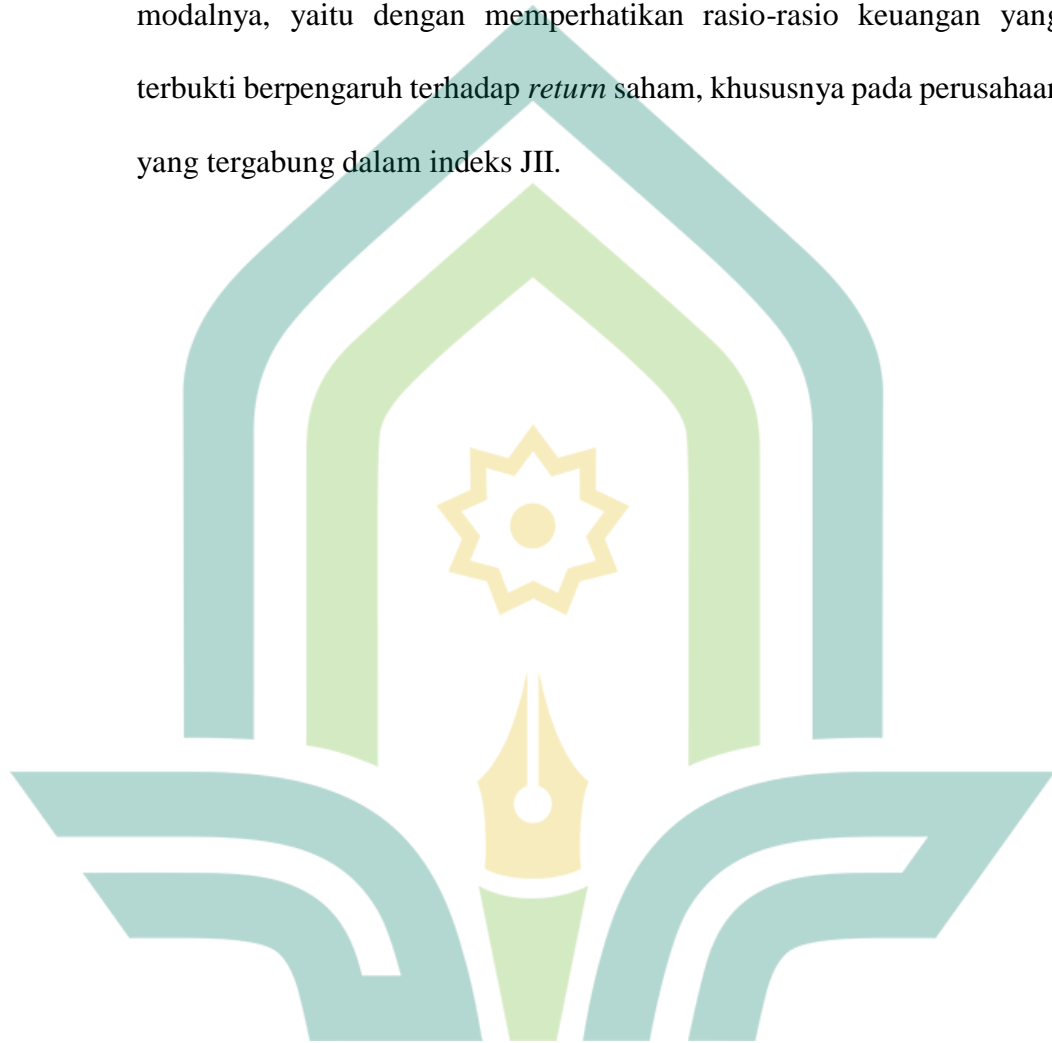 modalnya, yaitu dengan memperhatikan rasio-rasio keuangan yang
terbukti berpengaruh terhadap return saham, khususnya pada perusahaan
yang tergabung dalam indeks JII.